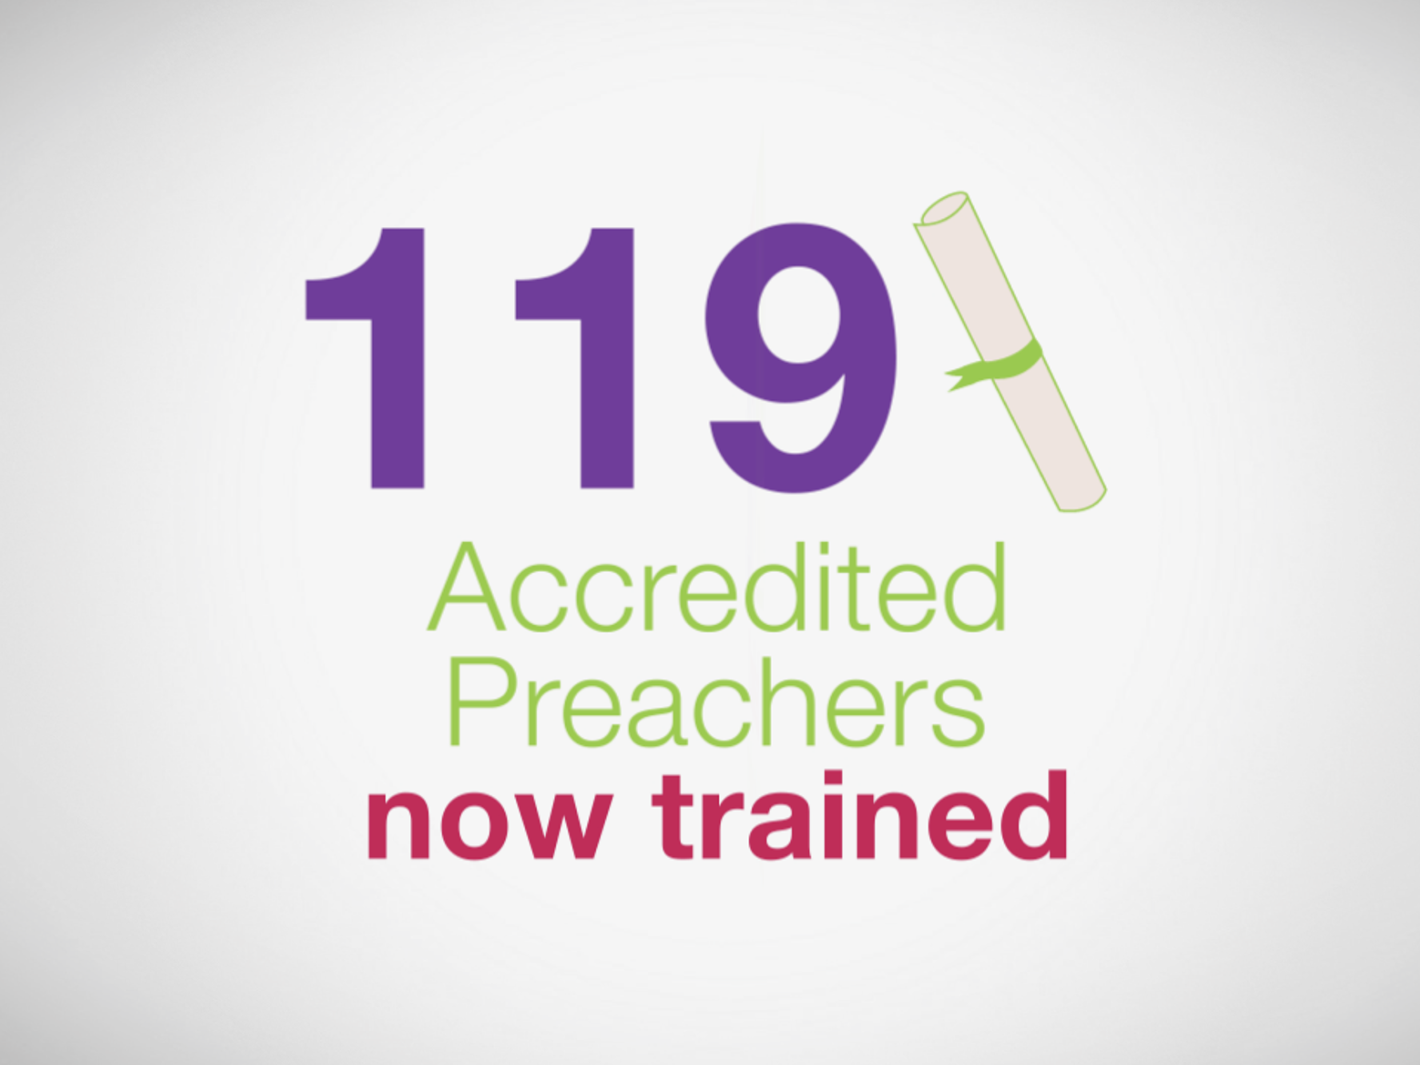 119
Accredited
Preachers
now trained